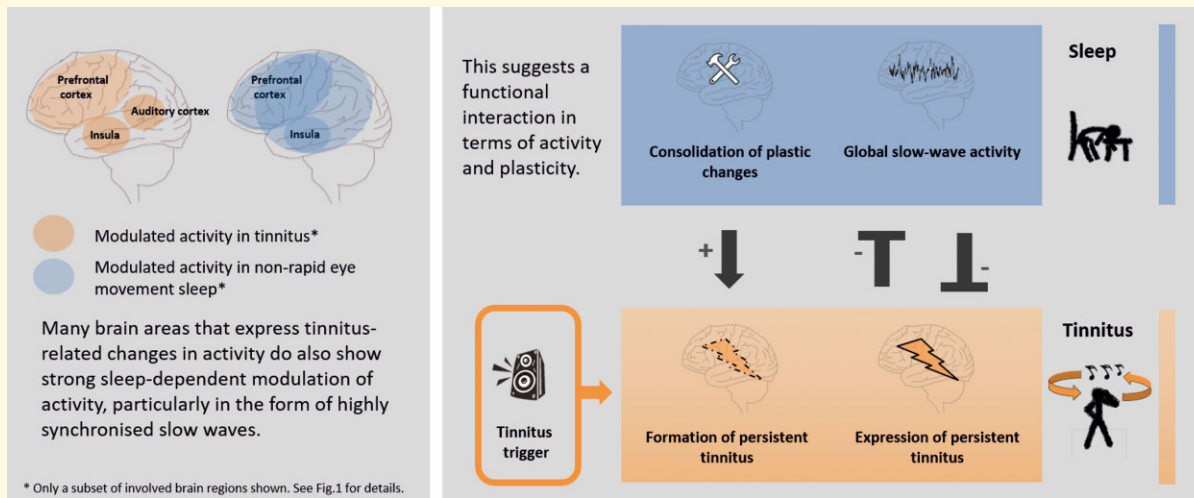 Prefrontal
cortex
Auditory cortex
Insula
Prefrontal
cortex
Insula
Modulated activity in tinnitus*
Modulated activity in non-rapid eye
movement sleep*
Many brain areas that express tinnitus-
related changes in activity do also show
strong sleep-dependent modulation of
activity, particularly in the form of highly
synchronised slow waves.
* Only a subset of involved brain regions shown. See Fig.1 for details.
This suggests a
functional
interaction in
terms of activity
and plasticity.
Consolidation of plastic
changes
Global slow-wave activity
Sleep
+
-
-
Tinnitus
trigger
Formation of persistent
tinnitus
Expression of persistent
tinnitus
Tinnitus